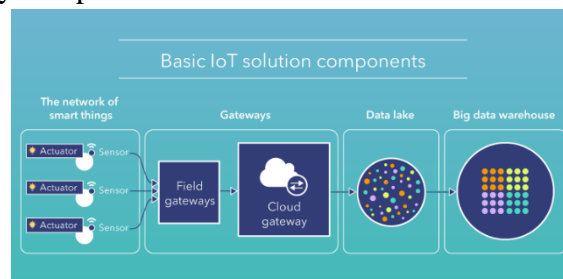 Basic IoT solution components
The network of
smart things
Gateways
Data lake
Big data warehouse
Actuator
Sensor
Actuator
Sensor
Actuator
Sensor
Field
gateways
Cloud
gateway